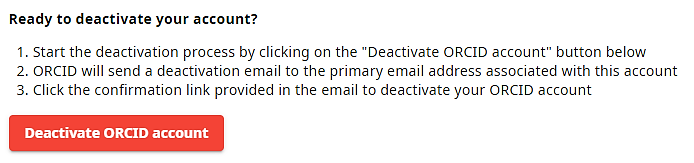 Ready to deactivate your account?
1. Start the deactivation process by clicking on the "Deactivate ORCID account" button below
2. ORCID will send a deactivation email to the primary email address associated with this account
3. Click the confirmation link provided in the email to deactivate your ORCID account
Deactivate ORCID account